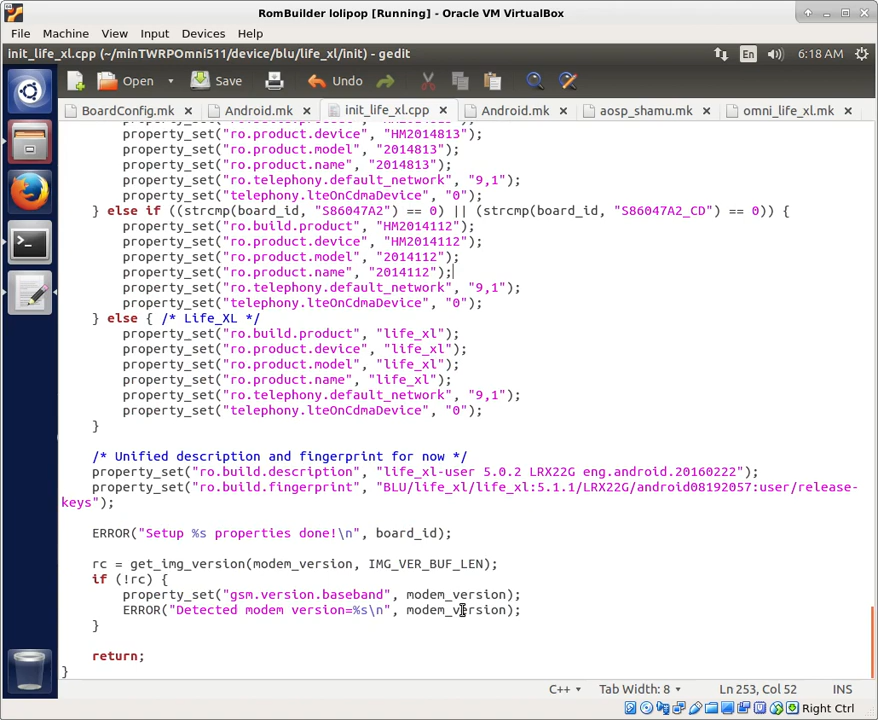 RomBuilder lolipop [Running] - Oracle VM VirtualBox
File Machine View Input Devices Help
init_life_xl.cpp (~/minTWRPOmni511/device/blu/life_xl/init) - gedit
En 6:18 AM
Open Save Undo
BoardConfig.mk × Android.mk × init_life_xl.cpp × Android.mk × aosp_shamu.mk × omni_life_xl.mk ×
property_set("ro.product.device", "HM2014813");
property_set("ro.product.model", "2014813");
property_set("ro.product.name", "2014813");
property_set("ro.telephony.default_network", "9,1");
property_set("telephony.lteOnCdmaDevice", "0");
} else if ((strcmp(board_id, "S86047A2") == 0) || (strcmp(board_id, "S86047A2_CD") == 0)) {
property_set("ro.build.product", "HM2014112");
property_set("ro.product.device", "HM2014112");
property_set("ro.product.model", "2014112");
property_set("ro.product.name", "2014112");
property_set("ro.telephony.default_network", "9,1");
property_set("telephony.lteOnCdmaDevice", "0");
} else { /* Life_XL */
property_set("ro.build.product", "life_xl");
property_set("ro.product.device", "life_xl");
property_set("ro.product.model", "life_xl");
property_set("ro.product.name", "life_xl");
property_set("ro.telephony.default_network", "9,1");
property_set("telephony.lteOnCdmaDevice", "0");
}
/* Unified description and fingerprint for now */
property_set("ro.build.description", "life_xl-user 5.0.2 LRX22G eng.android.20160222");
property_set("ro.build.fingerprint", "BLU/life_xl/life_xl:5.1.1/LRX22G/android08192057:user/release-
keys");
ERROR("Setup %s properties done!\n", board_id);
rc = get_img_version(modem_version, IMG_VER_BUF_LEN);
if (!rc) {
property_set("gsm.version.baseband", modem_version);
ERROR("Detected modem version=%s\n", modem_version);
}
return;
}
C++ Tab Width: 8 Ln 253, Col 52 INS
Right Ctrl